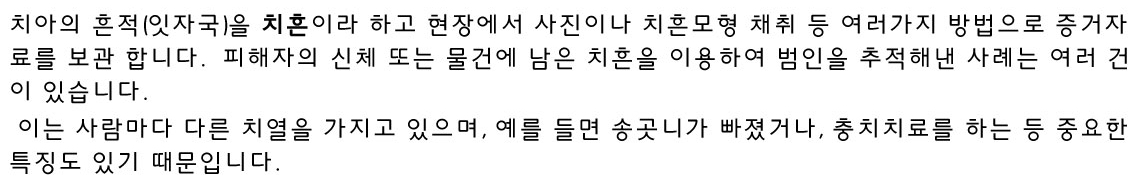 치아의 흔적(잇자국)을 치흔이라 하고 현장에서 사진이나 치흔모형 채취 등 여러가지 방법으로 증거자
료를 보관 합니다. 피해자의 신체 또는 물건에 남은 치흔을 이용하여 범인을 추적해낸 사례는 여러 건
이 있습니다.
이는 사람마다 다른 치열을 가지고 있으며, 예를 들면 송곳니가 빠졌거나, 충치치료를 하는 등 중요한
특징도 있기 때문입니다.